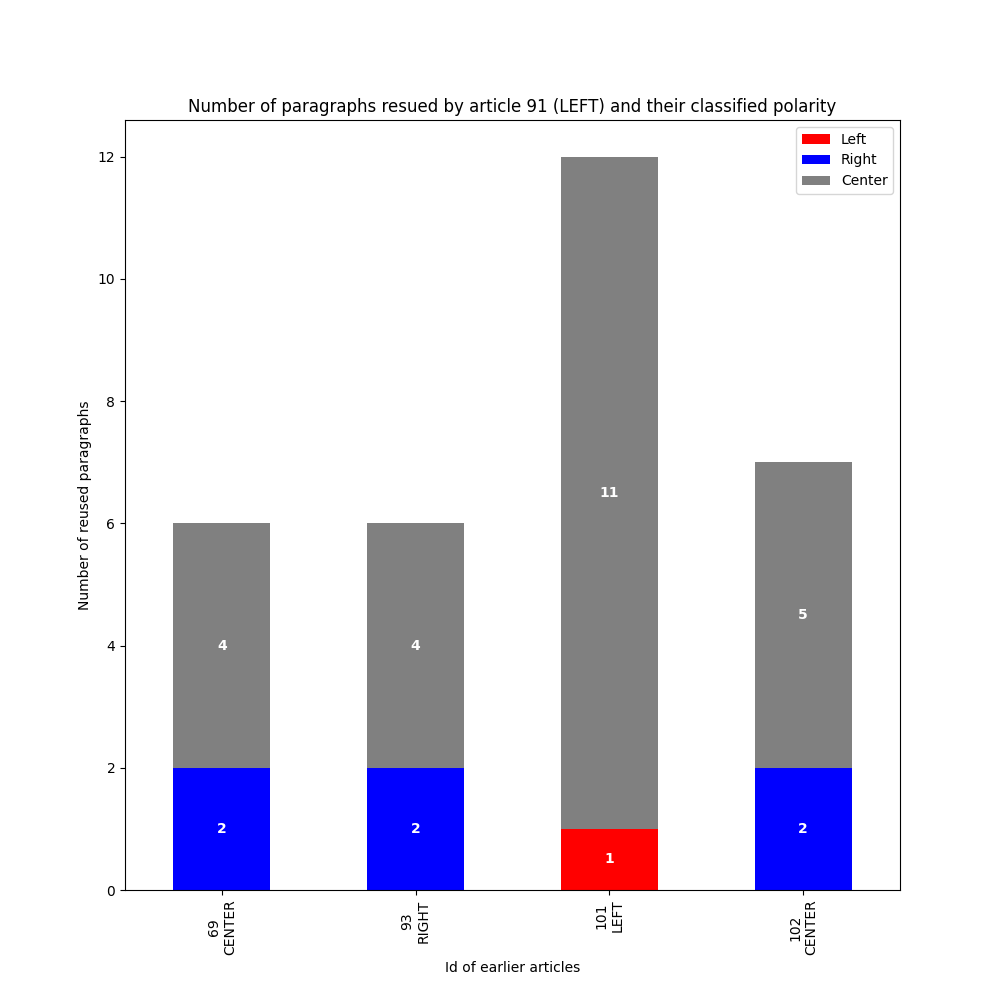 Number of paragraphs resued by article 91 (LEFT) and their classified polarity
Left
Right
Center
12
10
8
6
4
2
0
Number of reused paragraphs
4
4
11
5
2
2
1
2
69
CENTER
93
RIGHT
101
LEFT
102
CENTER
Id of earlier articles